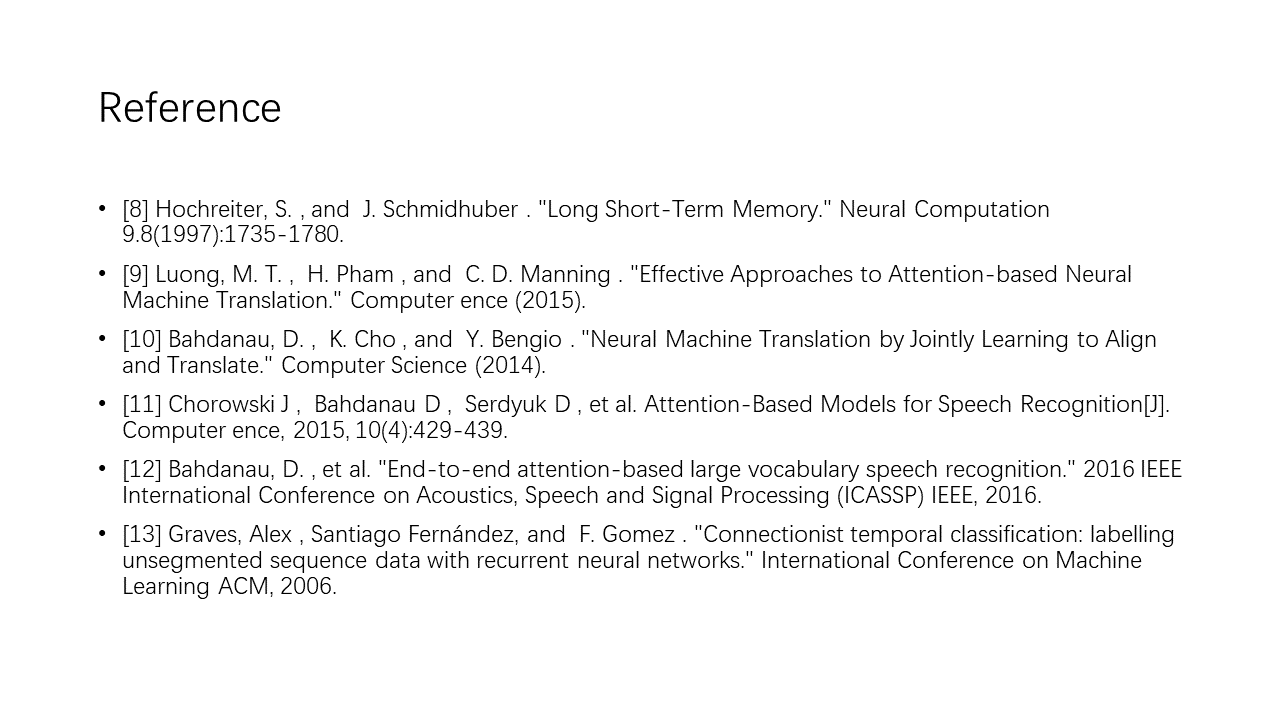 Reference
• [8] Hochreiter, S. , and  J. Schmidhuber . "Long Short-Term Memory." Neural Computation
9.8(1997):1735-1780.
• [9] Luong, M. T. ,  H. Pham , and  C. D. Manning . "Effective Approaches to Attention-based Neural
Machine Translation." Computer ence (2015).
• [10] Bahdanau, D. ,  K. Cho , and  Y. Bengio . "Neural Machine Translation by Jointly Learning to Align
and Translate." Computer Science (2014).
• [11] Chorowski J ,  Bahdanau D ,  Serdyuk D , et al. Attention-Based Models for Speech Recognition[J].
Computer ence, 2015, 10(4):429-439.
• [12] Bahdanau, D. , et al. "End-to-end attention-based large vocabulary speech recognition." 2016 IEEE
International Conference on Acoustics, Speech and Signal Processing (ICASSP) IEEE, 2016.
• [13] Graves, Alex , Santiago Fernández, and  F. Gomez . "Connectionist temporal classification: labelling
unsegmented sequence data with recurrent neural networks." International Conference on Machine
Learning ACM, 2006.